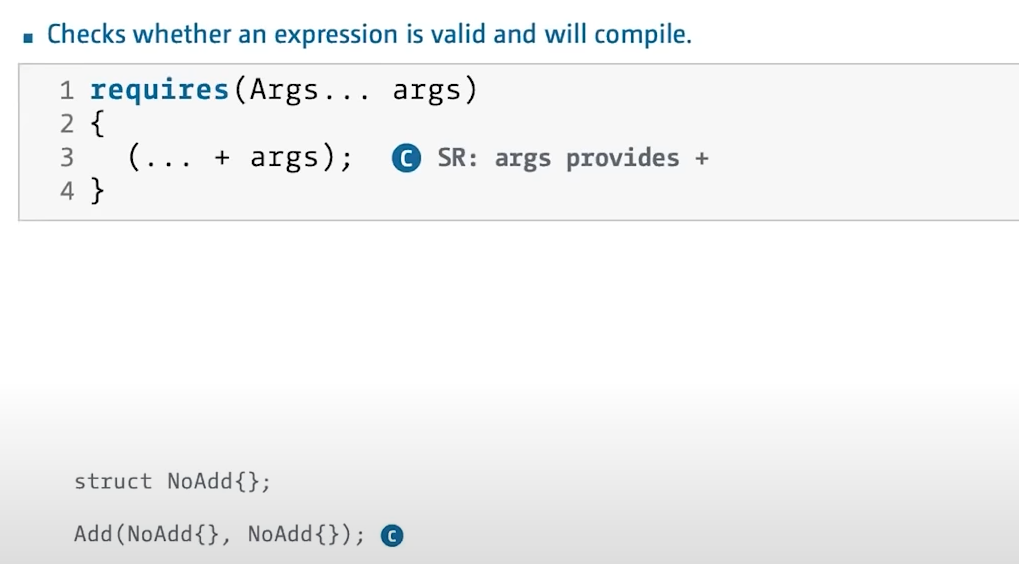 ▪ Checks whether an expression is valid and will compile.
1 requires(Args... args)
2 {
3   (... + args);   C SR: args provides +
4 }
struct NoAdd{};
Add(NoAdd{}, NoAdd{}); C